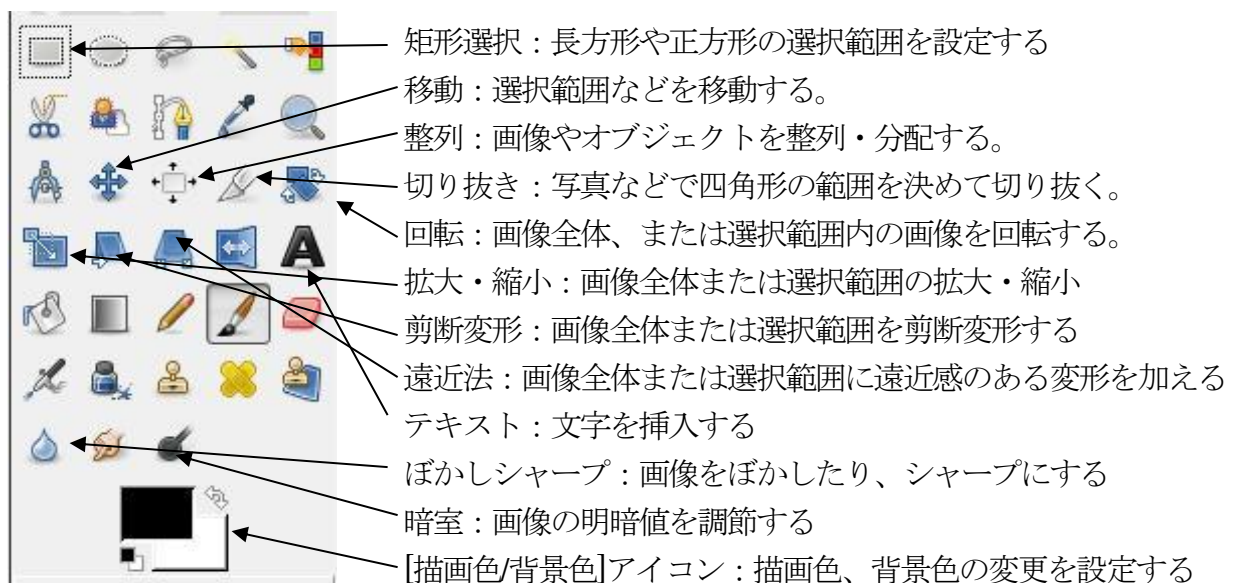 矩形選択：長方形や正方形の選択範囲を設定する
移動：選択範囲などを移動する。
整列：画像やオブジェクトを整列・分配する。
切り抜き：写真などで四角形の範囲を決めて切り抜く。
回転：画像全体、または選択範囲内の画像を回転する。
拡大・縮小：画像全体または選択範囲の拡大・縮小
剪断変形：画像全体または選択範囲を剪断変形する
遠近法：画像全体または選択範囲に遠近感のある変形を加える
テキスト：文字を挿入する
ぼかしシャープ：画像をぼかしたり、シャープにする
暗室：画像の明暗値を調節する
[描画色/背景色]アイコン：描画色、背景色の変更を設定する